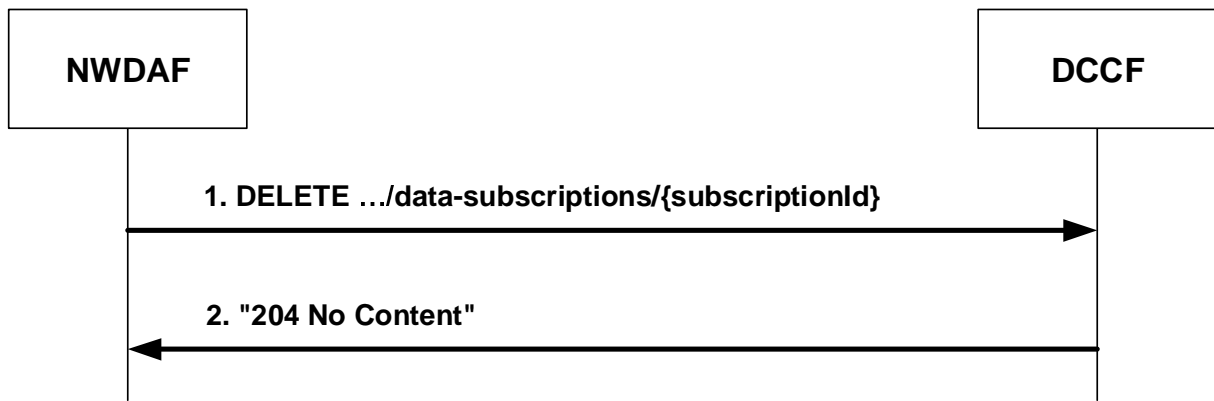 NWDAF
DCCF
1. DELETE …/data-subscriptions/{subscriptionId}
2. "204 No Content"